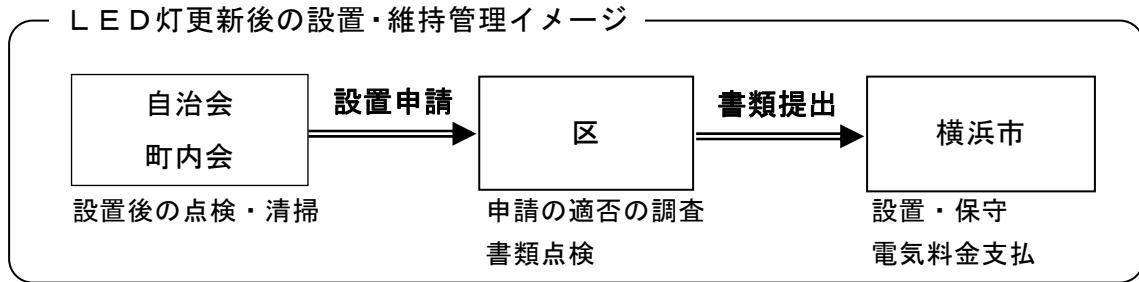 ＬＥＤ灯更新後の設置・維持管理イメージ
自治会
町内会
設置申請
区
書類提出
横浜市
設置後の点検・清掃
申請の適否の調査
書類点検
設置・保守
電気料金支払